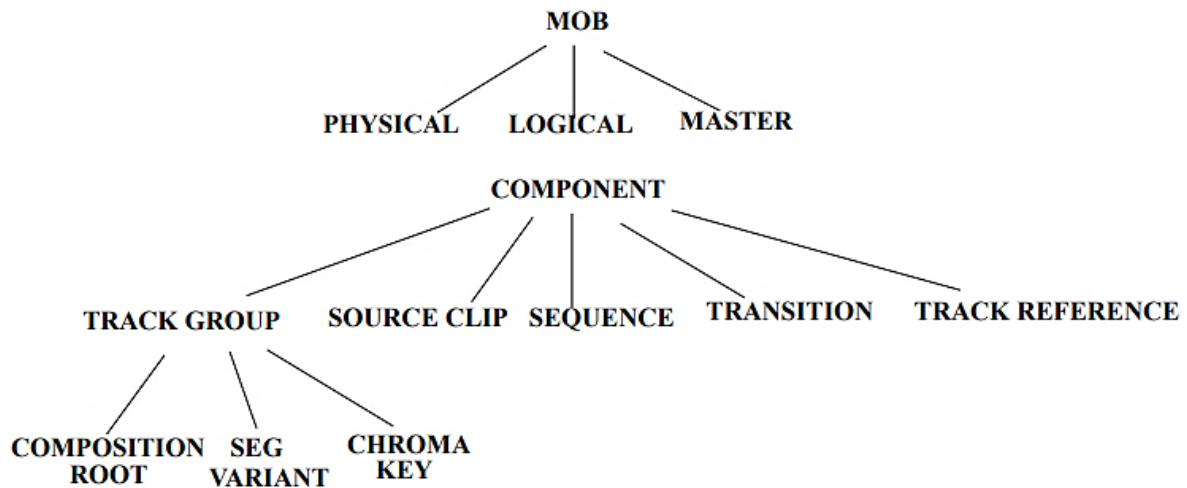 MOB
PHYSICAL LOGICAL MASTER
COMPONENT
TRACK GROUP SOURCE CLIP SEQUENCE TRANSITION TRACK REFERENCE
COMPOSITION
ROOT
SEG
VARIANT
CHROMA
KEY